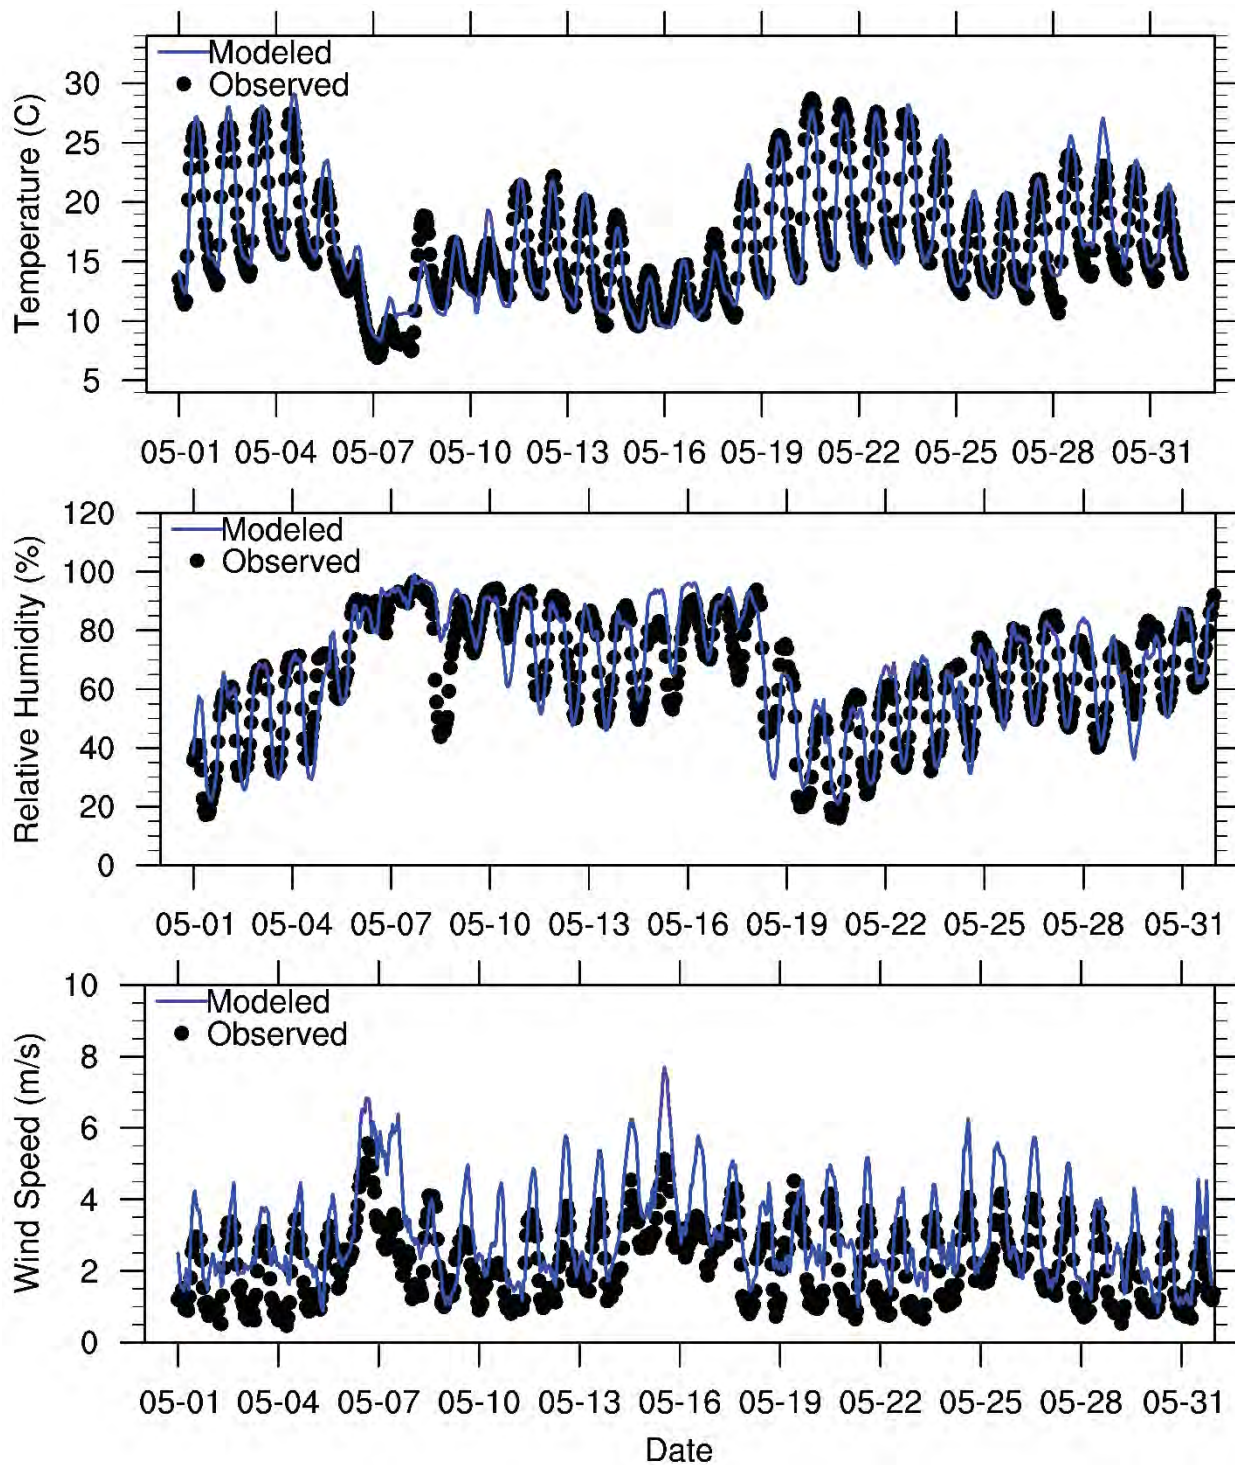 Modeled
Observed
Temperature (C)
30
25
20
15
10
5
05-01 05-04 05-07 05-10 05-13 05-16 05-19 05-22 05-25 05-28 05-31
Modeled
Observed
Relative Humidity (%)
120
100
80
60
40
20
0
05-01 05-04 05-07 05-10 05-13 05-16 05-19 05-22 05-25 05-28 05-31
Modeled
Observed
Wind Speed (m/s)
10
8
6
4
2
0
05-01 05-04 05-07 05-10 05-13 05-16 05-19 05-22 05-25 05-28 05-31
Date